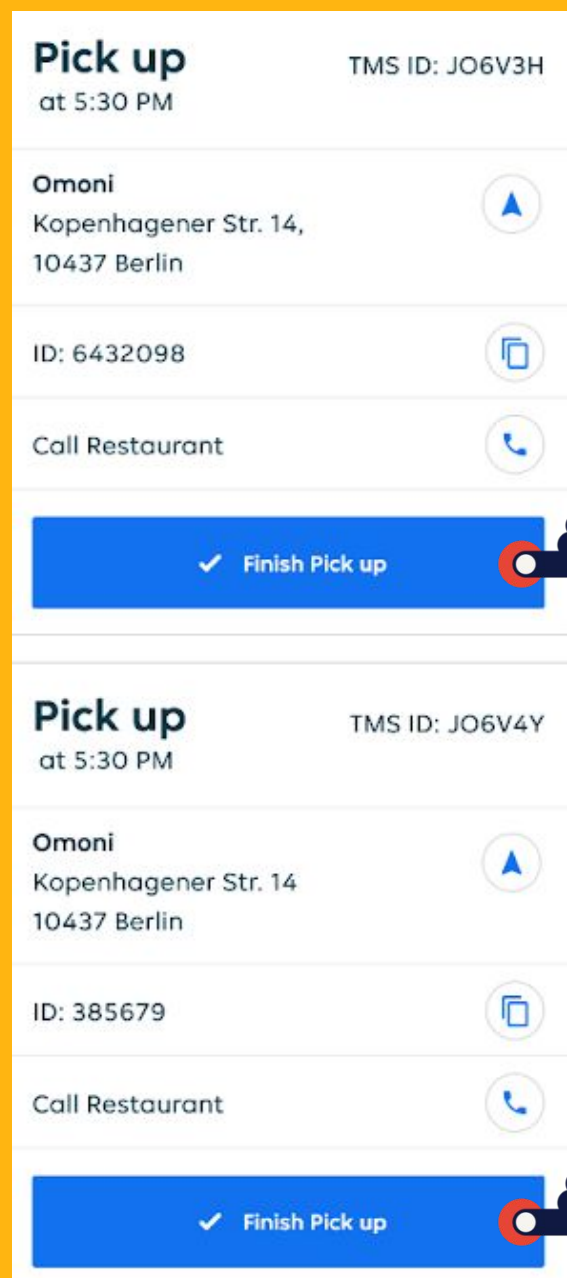 Pick up
TMS ID: JO6V3H
at 5:30 PM
Omoni
Kopenhagener Str. 14,
10437 Berlin
ID: 6432098
Call Restaurant
Finish Pick up
Pick up
TMS ID: JO6V4Y
at 5:30 PM
Omoni
Kopenhagener Str. 14
10437 Berlin
ID: 385679
Call Restaurant
Finish Pick up